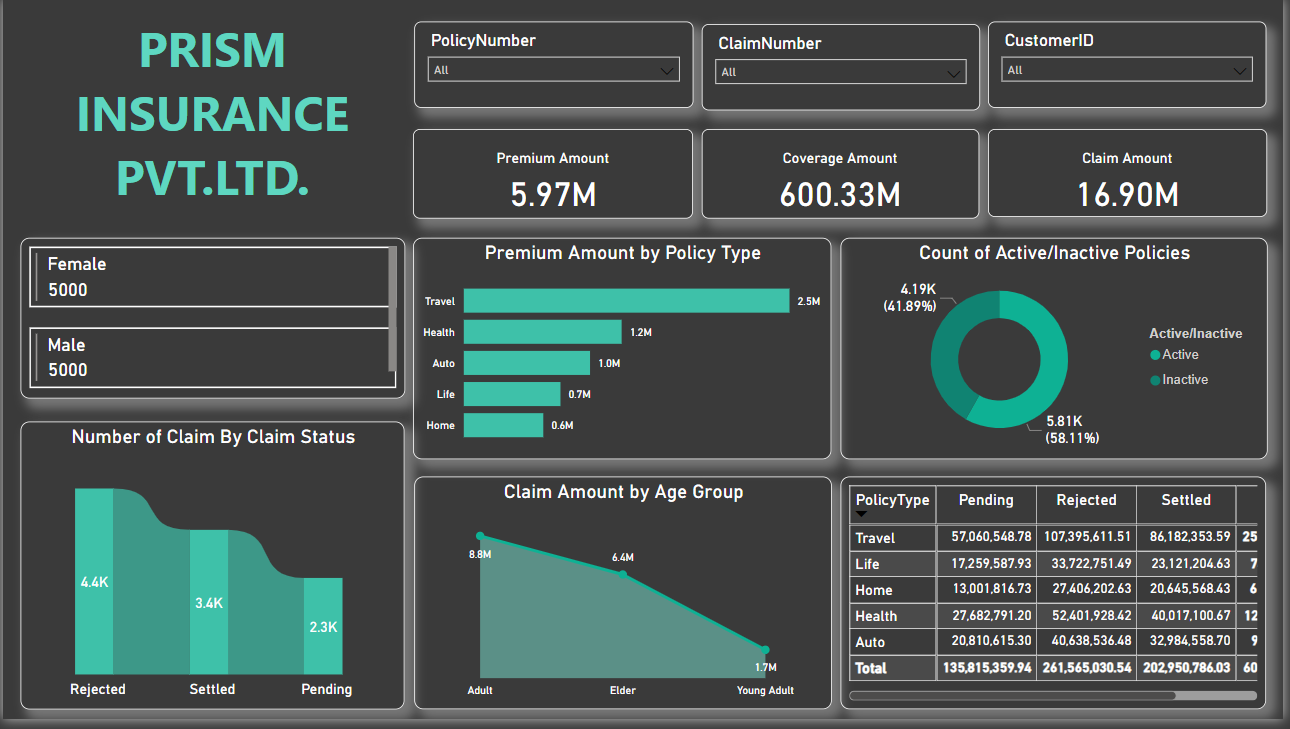 PRISM
INSURANCE
PVT.LTD.
PolicyNumber
All
ClaimNumber
All
CustomerID
All
Premium Amount
5.97M
Coverage Amount
600.33M
Claim Amount
16.90M
Female
5000
Male
5000
Premium Amount by Policy Type
Travel 2.5M
Health 1.2M
Auto 1.0M
Life 0.7M
Home 0.6M
Count of Active/Inactive Policies
4.19K
(41.89%)
5.81K
(58.11%)
Active/Inactive
Active
Inactive
Number of Claim By Claim Status
4.4K
3.4K
2.3K
Rejected Settled Pending
Claim Amount by Age Group
8.8M
6.4M
1.7M
Adult Elder Young Adult
PolicyType Pending Rejected Settled
Travel 57,060,548.78 107,395,611.51 86,182,353.59 25
Life 17,259,587.93 33,722,751.49 23,121,204.63 7
Home 13,001,816.73 27,406,202.63 20,645,568.43 6
Health 27,682,791.20 52,401,928.42 40,017,100.67 12
Auto 20,810,615.30 40,638,536.48 32,984,558.70 9
Total 135,815,359.94 261,565,030.54 202,950,786.03 60